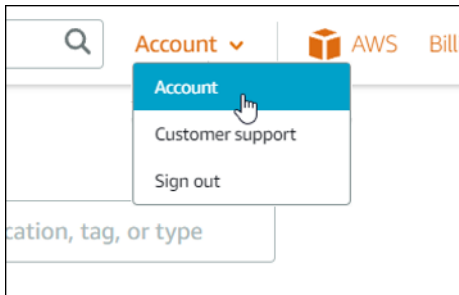 Account AWS Bill
Account
Customer support
Sign out
cation, tag, or type